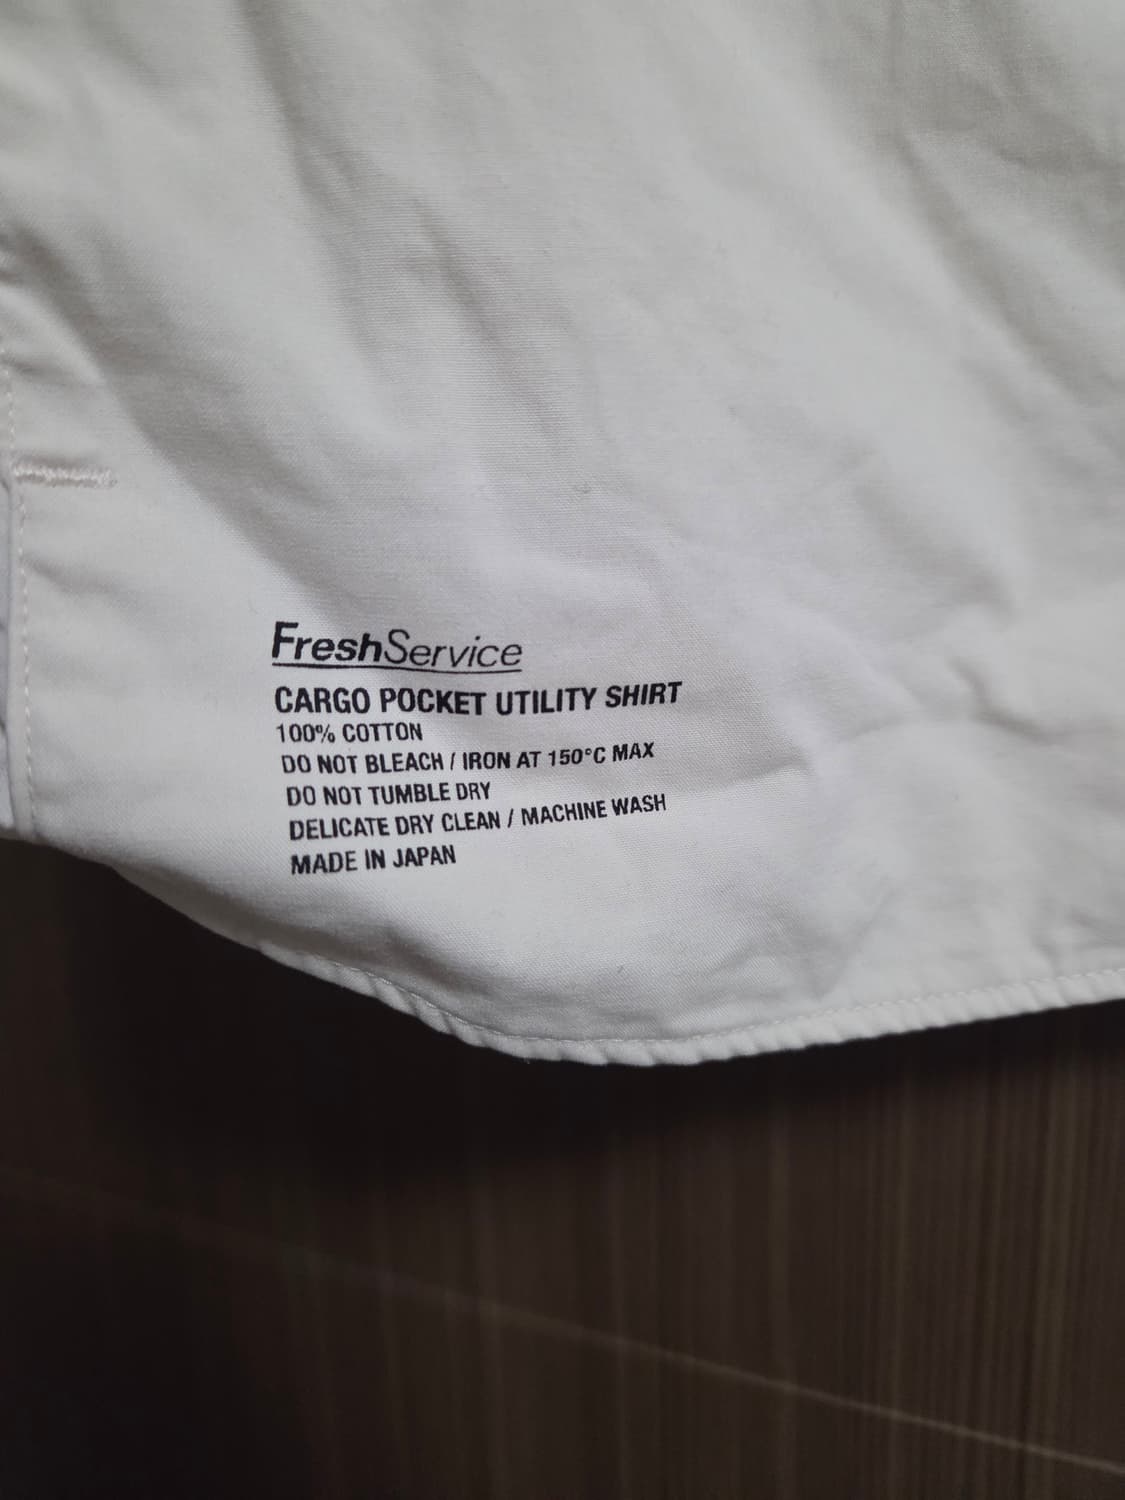 FreshService
CARGO POCKET UTILITY SHIRT
100% COTTON
DO NOT BLEACH / IRON AT 150°C MAX
DO NOT TUMBLE DRY
DELICATE DRY CLEAN / MACHINE WASH
MADE IN JAPAN